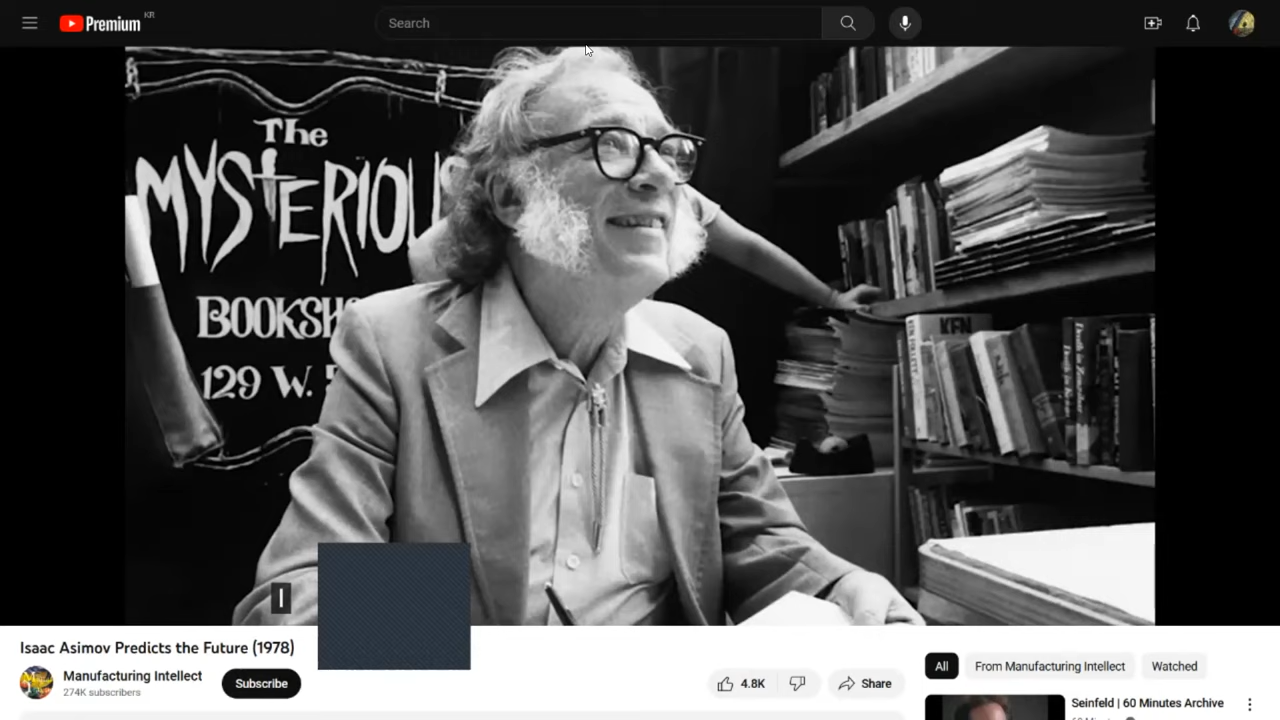 Premium KR
Search
The
MYSTERIOU
BOOKSH
129 W.
KEN
I
Isaac Asimov Predicts the Future (1978)
Manufacturing Intellect
274K subscribers
Subscribe
4.8K
Share
All
From Manufacturing Intellect
Watched
Seinfeld | 60 Minutes Archive